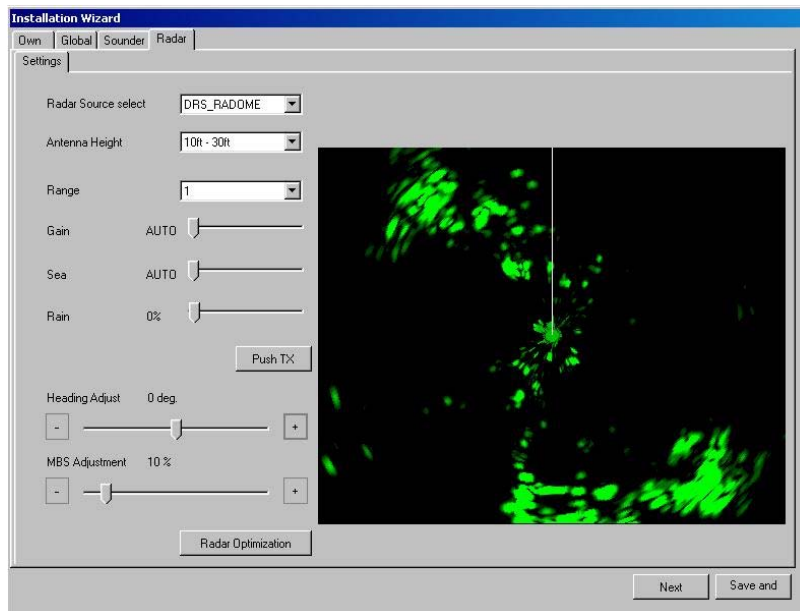 Installation Wizard
Own Global Sounder Radar
Settings
Radar Source select DRS_RADOME
Antenna Height 10ft - 30ft
Range 1
Gain AUTO
Sea AUTO
Rain 0%
Push TX
Heading Adjust 0 deg.
- +
MBS Adjustment 10 %
- +
Radar Optimization
Next Save and